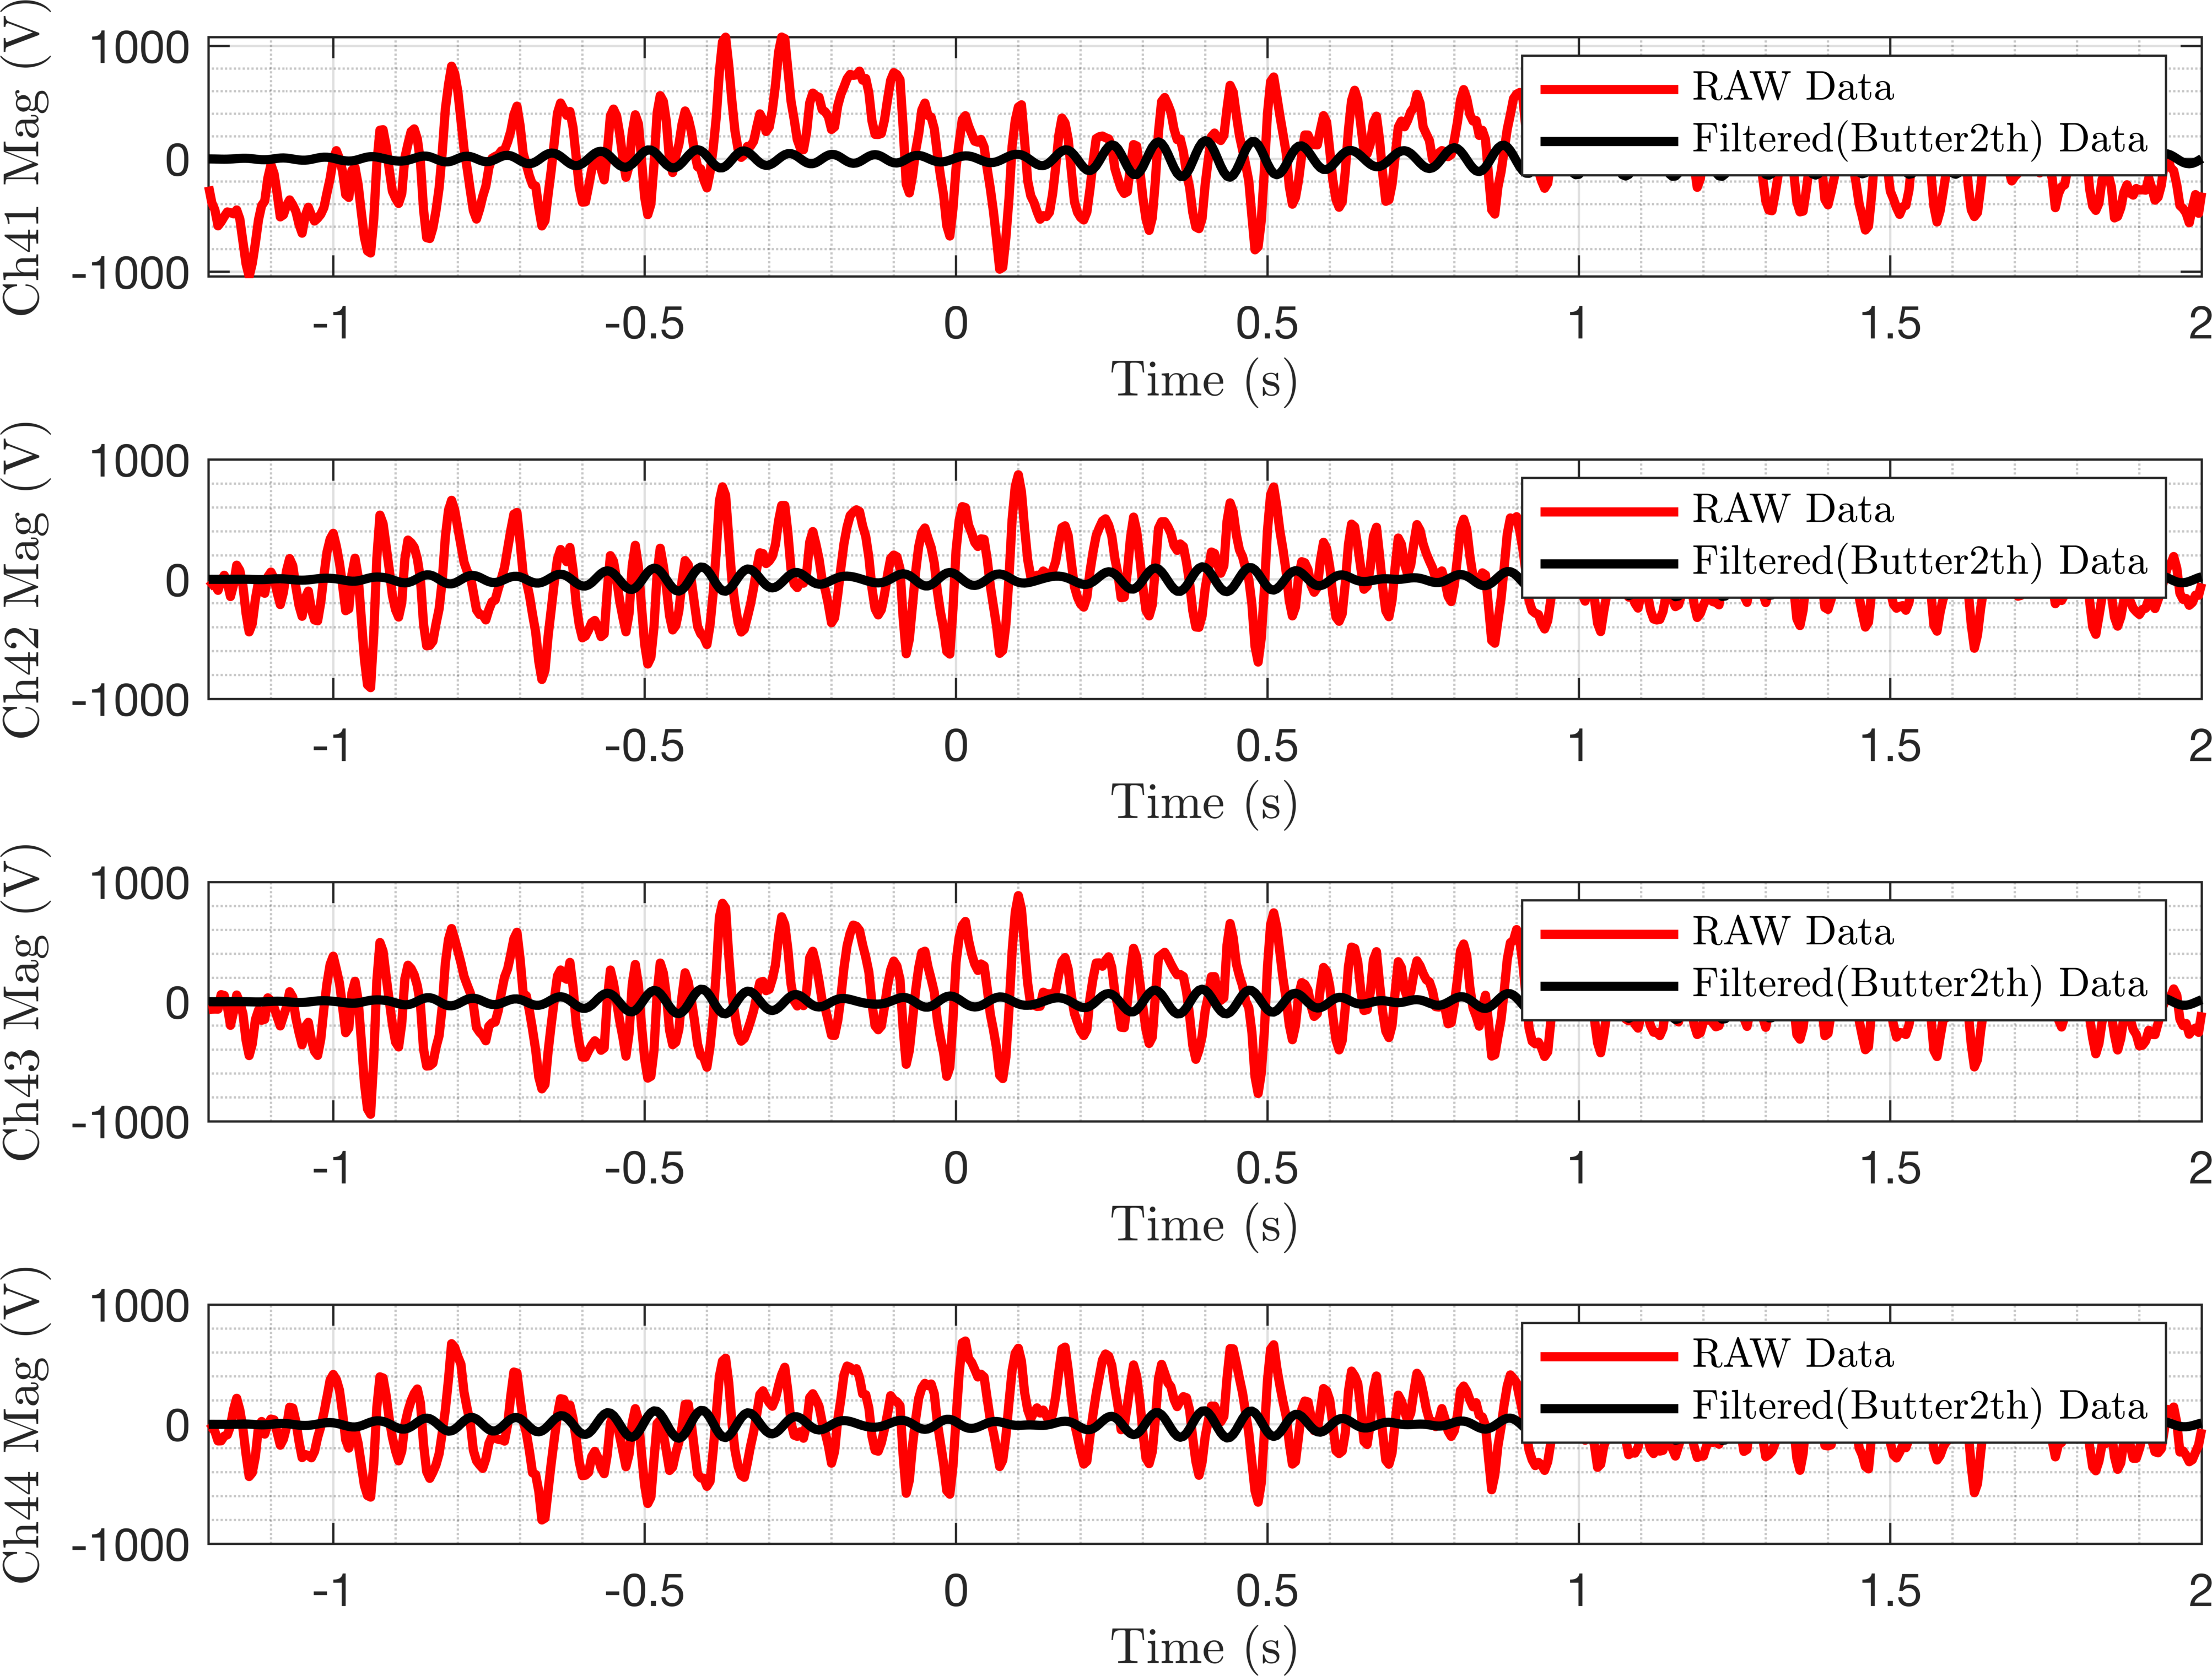 Ch41 Mag (V)
1000
0
-1000
RAW Data
Filtered(Butter2th) Data
-1 -0.5 0 0.5 1 1.5 2
Time (s)
Ch42 Mag (V)
1000
0
-1000
RAW Data
Filtered(Butter2th) Data
-1 -0.5 0 0.5 1 1.5 2
Time (s)
Ch43 Mag (V)
1000
0
-1000
RAW Data
Filtered(Butter2th) Data
-1 -0.5 0 0.5 1 1.5 2
Time (s)
Ch44 Mag (V)
1000
0
-1000
RAW Data
Filtered(Butter2th) Data
-1 -0.5 0 0.5 1 1.5 2
Time (s)